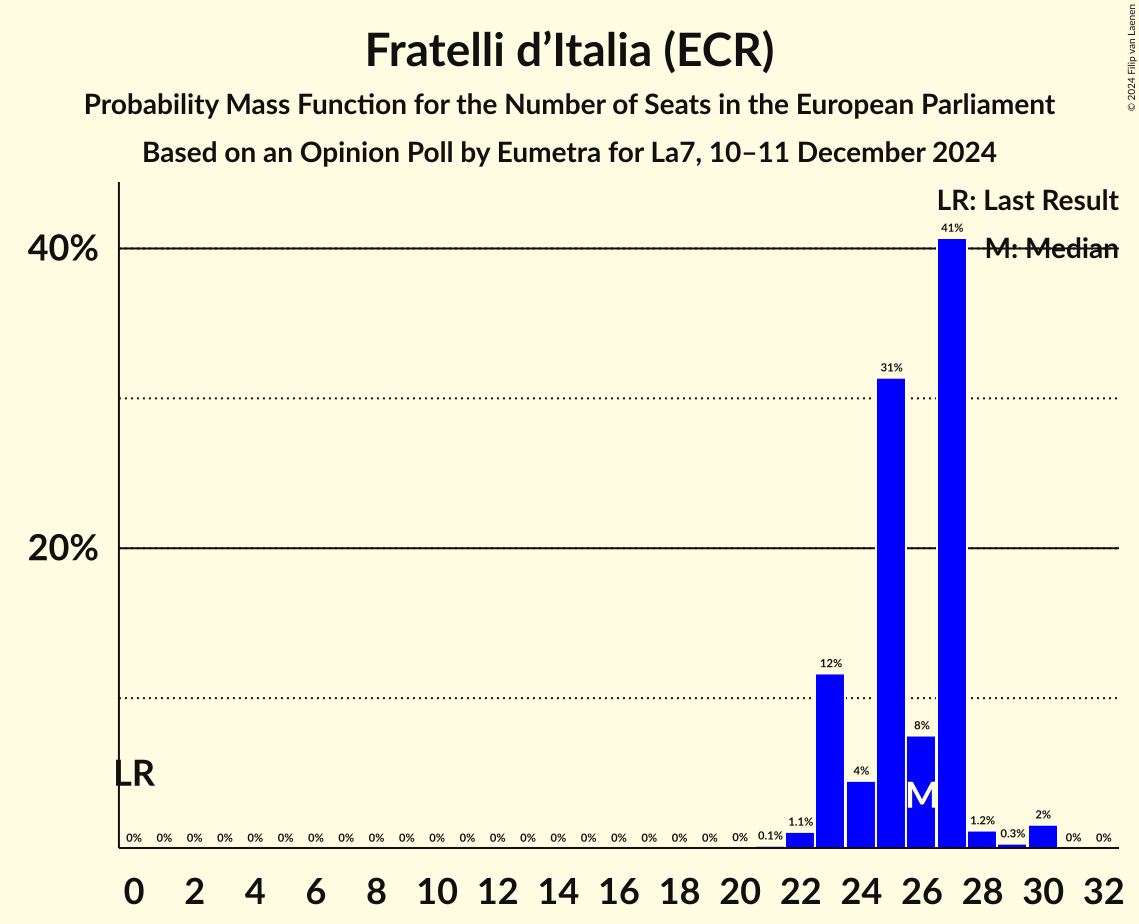 Fratelli d’Italia (ECR)
Probability Mass Function for the Number of Seats in the European Parliament
Based on an Opinion Poll by Eumetra for La7, 10–11 December 2024
© 2024 Filip van Laenen
LR: Last Result
M: Median
40%
20%
41%
31%
12%
8%
4%
LR
M
0% 0% 0% 0% 0% 0% 0% 0% 0% 0% 0% 0% 0% 0% 0% 0% 0% 0% 0% 0% 0% 0.1% 1.1% 1.2% 0.3% 2% 0% 0%
0 2 4 6 8 10 12 14 16 18 20 22 24 26 28 30 32